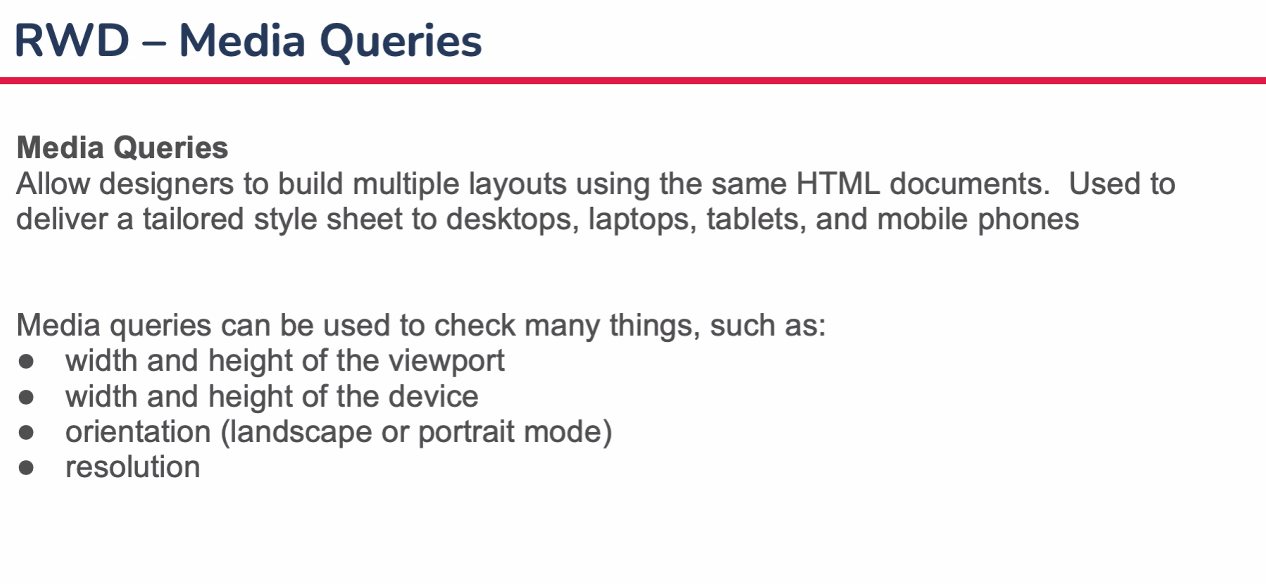 RWD – Media Queries
Media Queries
Allow designers to build multiple layouts using the same HTML documents.  Used to
deliver a tailored style sheet to desktops, laptops, tablets, and mobile phones
Media queries can be used to check many things, such as:
● width and height of the viewport
● width and height of the device
● orientation (landscape or portrait mode)
● resolution